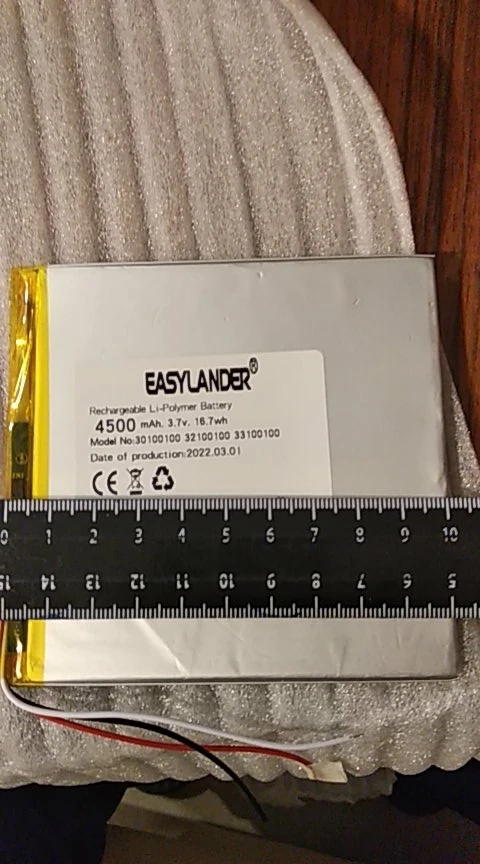 EASYLANDER®
Rechargeable Li-Polymer Battery
4500 mAh. 3.7v. 16.7wh
Model No:30100100 32100100 33100100
Date of production:2022.03.01
CE
0 1 2 3 4 5 6 7 8 9 10
15 14 13 12 11 10 9 8 7 6 5